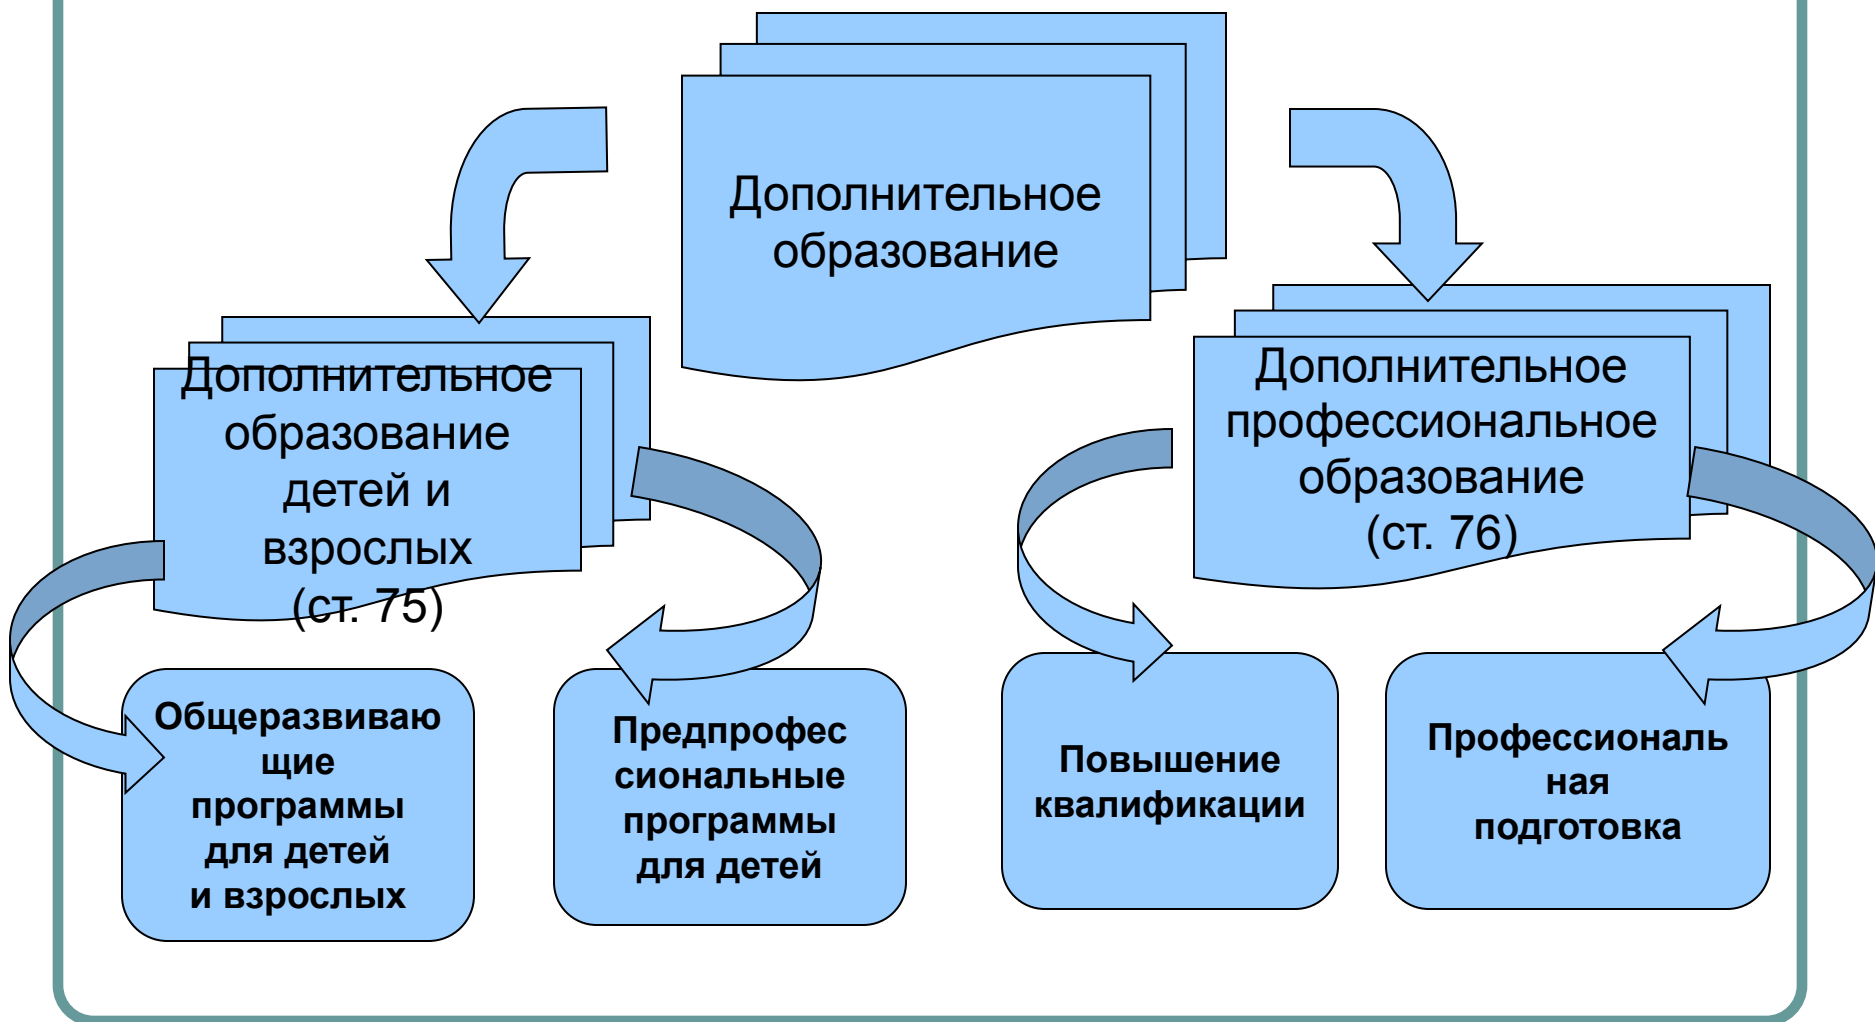 Дополнительное
образование
Дополнительное
образование
детей и
взрослых
(ст. 75)
Дополнительное
профессиональное
образование
(ст. 76)
Общеразвиваю
щие
программы
для детей
и взрослых
Предпрофес
сиональные
программы
для детей
Повышение
квалификации
Профессиональ
ная
подготовка